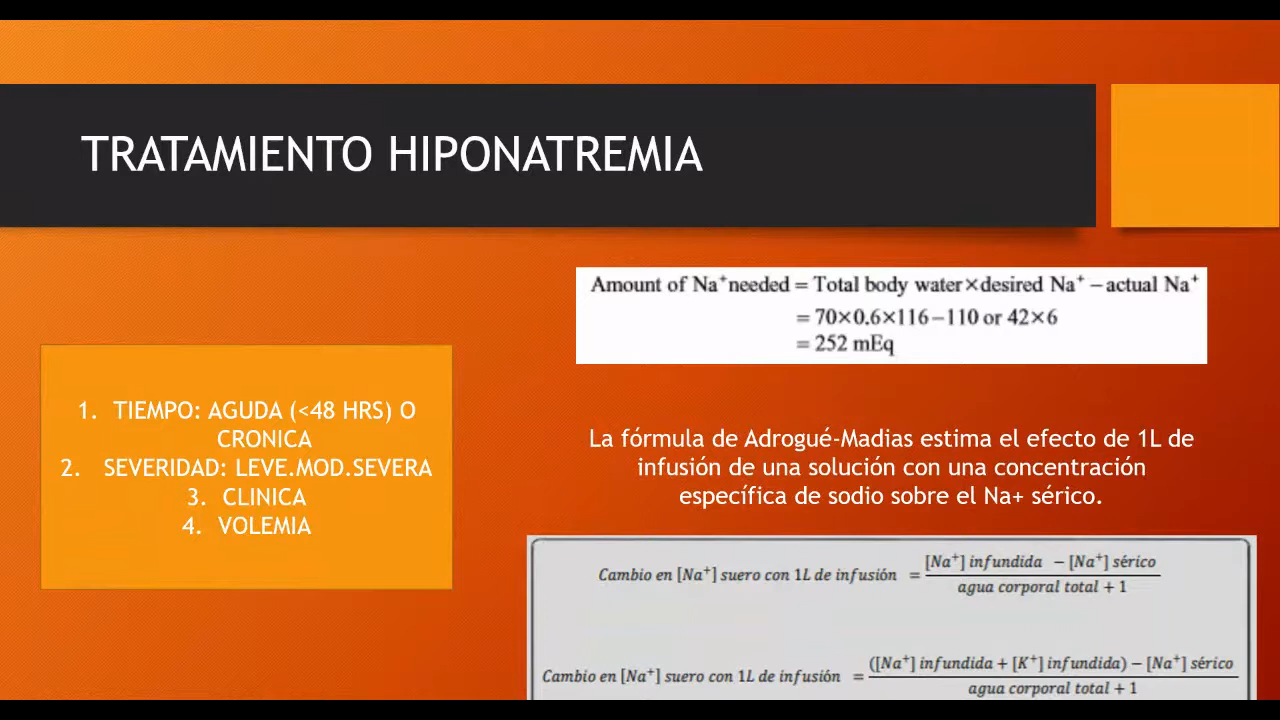 TRATAMIENTO HIPONATREMIA
1. TIEMPO: AGUDA (<48 HRS) O
CRONICA
2. SEVERIDAD: LEVE.MOD.SEVERA
3. CLINICA
4. VOLEMIA
Amount of Na⁺needed = Total body water×desired Na⁺ − actual Na⁺
= 70×0.6×116−110 or 42×6
= 252 mEq
La fórmula de Adrogué-Madias estima el efecto de 1L de
infusión de una solución con una concentración
específica de sodio sobre el Na+ sérico.
Cambio en [Na⁺] suero con 1L de infusión = [Na⁺] infundida − [Na⁺] sérico
agua corporal total + 1
Cambio en [Na⁺] suero con 1L de infusión = ([Na⁺] infundida + [K⁺] infundida) − [Na⁺] sérico
agua corporal total + 1